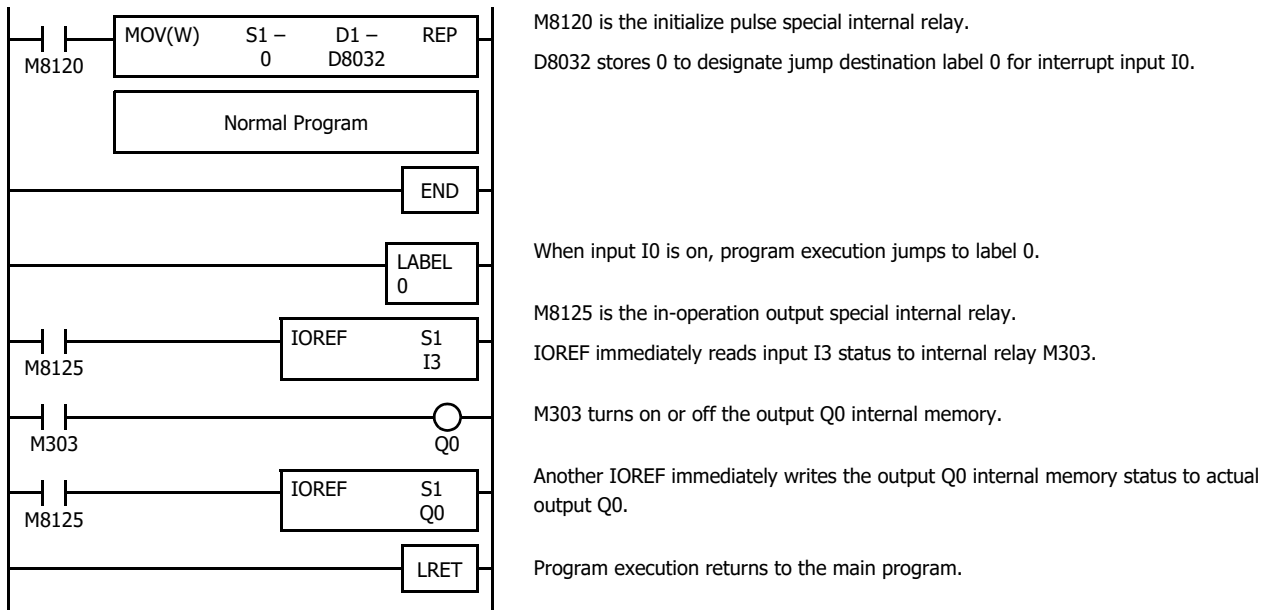 MOV(W) S1 – D1 – REP
0 D8032
M8120
M8120 is the initialize pulse special internal relay.
D8032 stores 0 to designate jump destination label 0 for interrupt input I0.
Normal Program
END
LABEL
0
When input I0 is on, program execution jumps to label 0.
M8125 is the in-operation output special internal relay.
IOREF S1
I3
M8125
IOREF immediately reads input I3 status to internal relay M303.
M303 Q0
M303 turns on or off the output Q0 internal memory.
IOREF S1
Q0
M8125
Another IOREF immediately writes the output Q0 internal memory status to actual
output Q0.
LRET
Program execution returns to the main program.